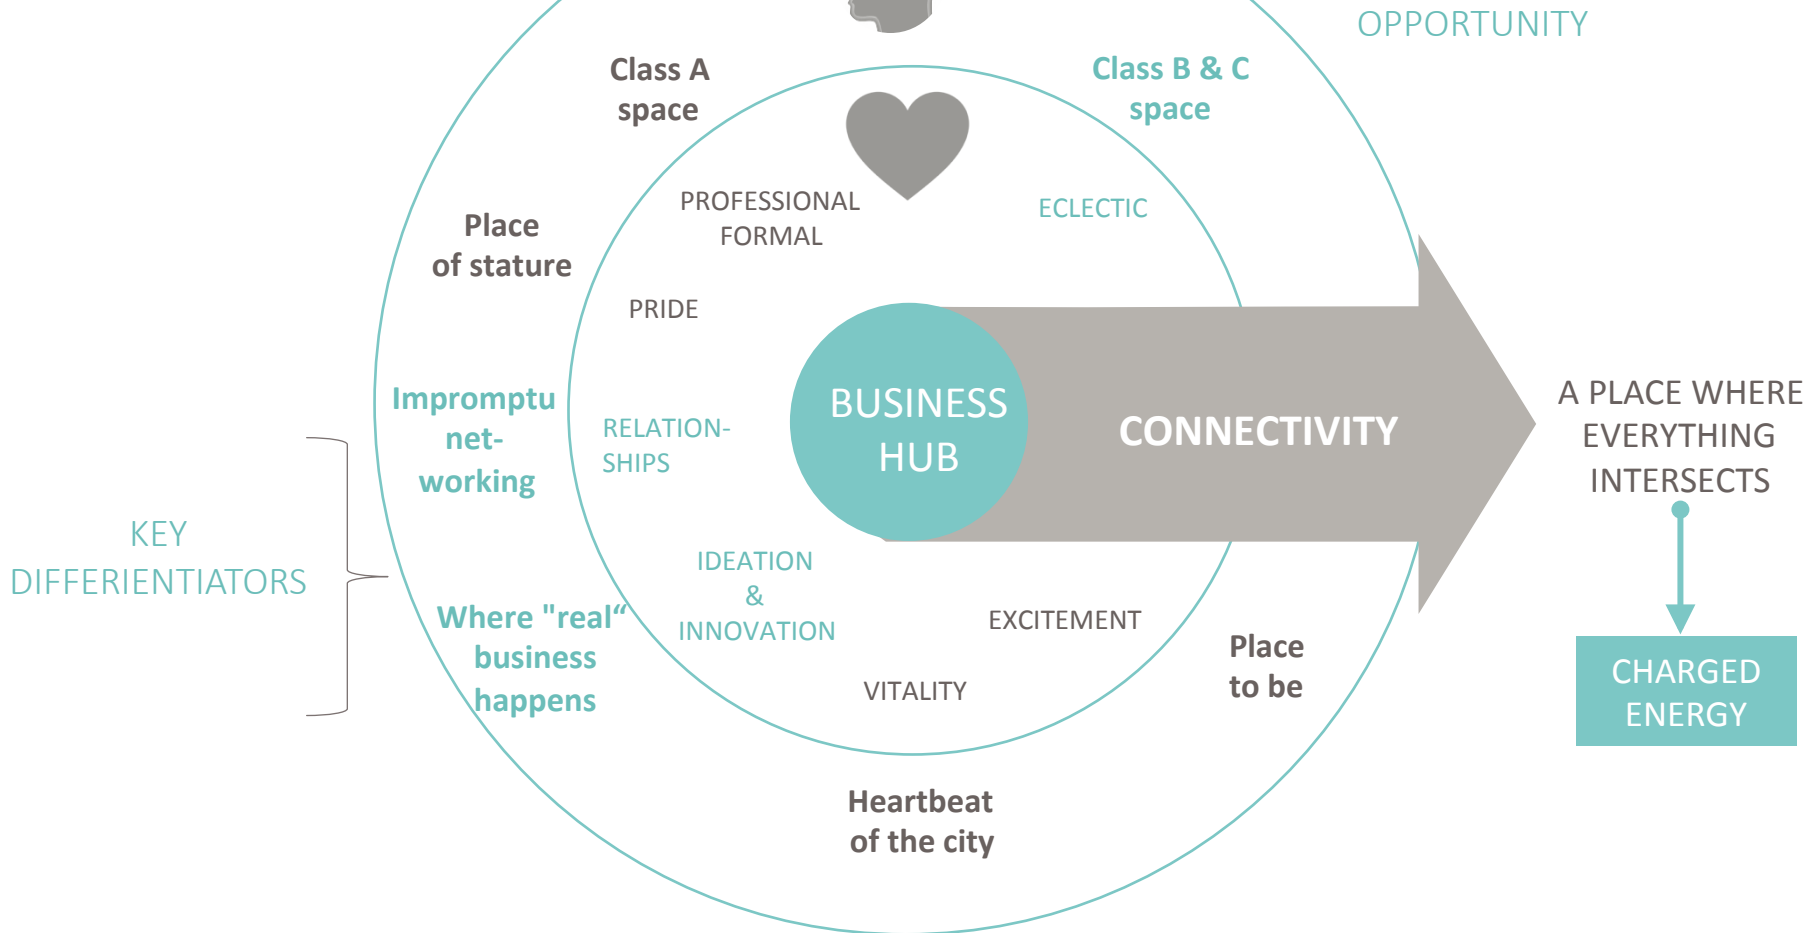 OPPORTUNITY
Class A
space
Class B & C
space
PROFESSIONAL
FORMAL
ECLECTIC
Place
of stature
PRIDE
Impromptu
net-
working
RELATION-
SHIPS
BUSINESS
HUB
CONNECTIVITY
A PLACE WHERE
EVERYTHING
INTERSECTS
KEY
DIFFERIENTIATORS
IDEATION
&
INNOVATION
Where "real“
business
happens
EXCITEMENT
VITALITY
Place
to be
CHARGED
ENERGY
Heartbeat
of the city